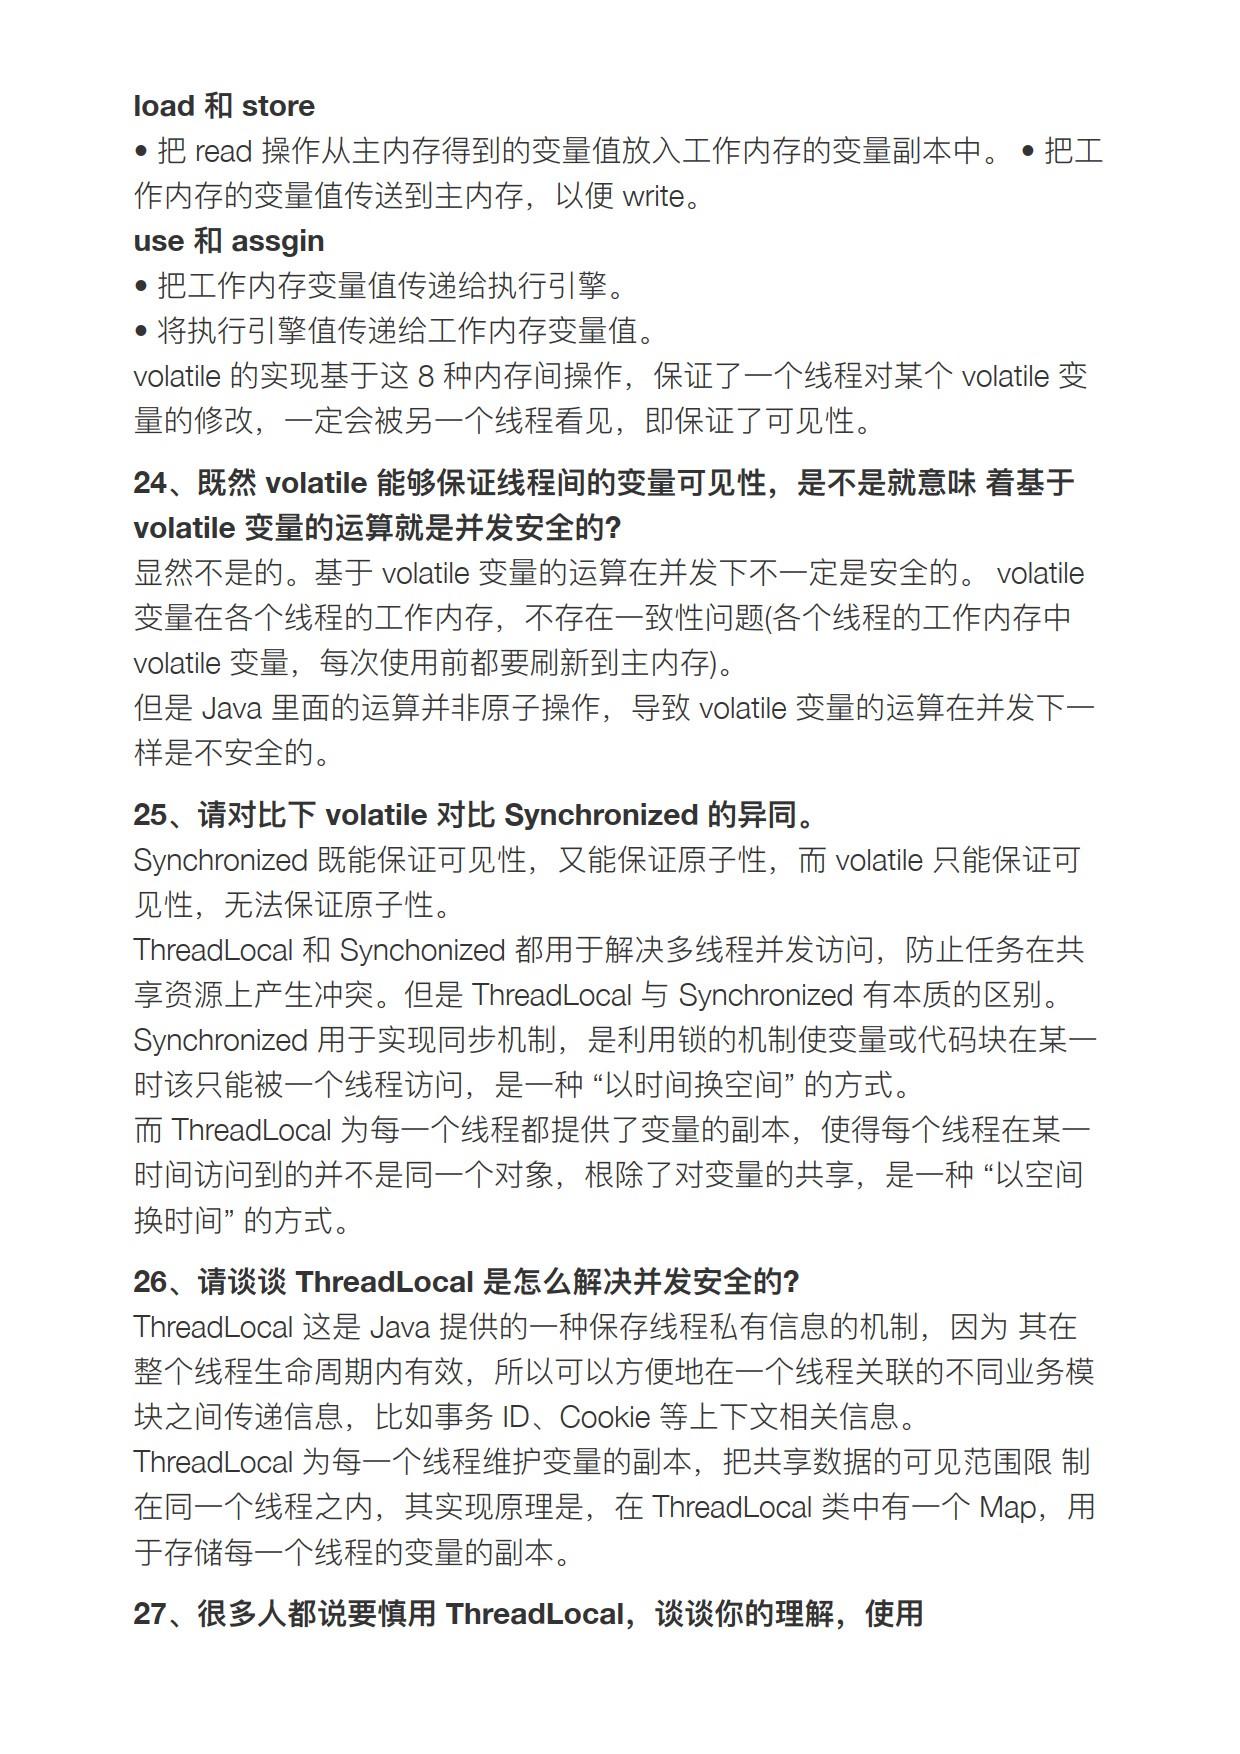 load 和 store
• 把 read 操作从主内存得到的变量值放入工作内存的变量副本中。 • 把工
作内存的变量值传送到主内存，以便 write。
use 和 assgin
• 把工作内存变量值传递给执行引擎。
• 将执行引擎值传递给工作内存变量值。
volatile 的实现基于这 8 种内存间操作，保证了一个线程对某个 volatile 变
量的修改，一定会被另一个线程看见，即保证了可见性。
24、既然 volatile 能够保证线程间的变量可见性，是不是就意味 着基于
volatile 变量的运算就是并发安全的?
显然不是的。基于 volatile 变量的运算在并发下不一定是安全的。 volatile
变量在各个线程的工作内存，不存在一致性问题(各个线程的工作内存中
volatile 变量，每次使用前都要刷新到主内存)。
但是 Java 里面的运算并非原子操作，导致 volatile 变量的运算在并发下一
样是不安全的。
25、请对比下 volatile 对比 Synchronized 的异同。
Synchronized 既能保证可见性，又能保证原子性，而 volatile 只能保证可
见性，无法保证原子性。
ThreadLocal 和 Synchonized 都用于解决多线程并发访问，防止任务在共
享资源上产生冲突。但是 ThreadLocal 与 Synchronized 有本质的区别。
Synchronized 用于实现同步机制，是利用锁的机制使变量或代码块在某一
时该只能被一个线程访问，是一种 “以时间换空间” 的方式。
而 ThreadLocal 为每一个线程都提供了变量的副本，使得每个线程在某一
时间访问到的并不是同一个对象，根除了对变量的共享，是一种 “以空间
换时间” 的方式。
26、请谈谈 ThreadLocal 是怎么解决并发安全的?
ThreadLocal 这是 Java 提供的一种保存线程私有信息的机制，因为 其在
整个线程生命周期内有效，所以可以方便地在一个线程关联的不同业务模
块之间传递信息，比如事务 ID、Cookie 等上下文相关信息。
ThreadLocal 为每一个线程维护变量的副本，把共享数据的可见范围限 制
在同一个线程之内，其实现原理是，在 ThreadLocal 类中有一个 Map，用
于存储每一个线程的变量的副本。
27、很多人都说要慎用 ThreadLocal，谈谈你的理解，使用